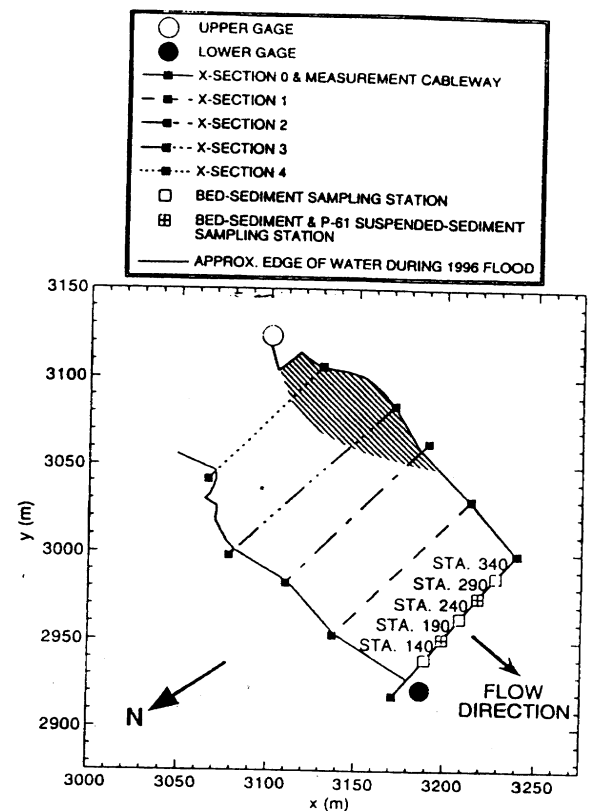 UPPER GAGE
LOWER GAGE
X-SECTION 0 & MEASUREMENT CABLEWAY
X-SECTION 1
X-SECTION 2
X-SECTION 3
X-SECTION 4
BED-SEDIMENT SAMPLING STATION
BED-SEDIMENT & P-61 SUSPENDED-SEDIMENT
SAMPLING STATION
APPROX. EDGE OF WATER DURING 1996 FLOOD
3150
3100
3050
3000
2950
2900
y (m)
STA. 340
STA. 290
STA. 240
STA. 190
STA. 140
N
FLOW
DIRECTION
3000
3050
3100
3150
3200
3250
x (m)